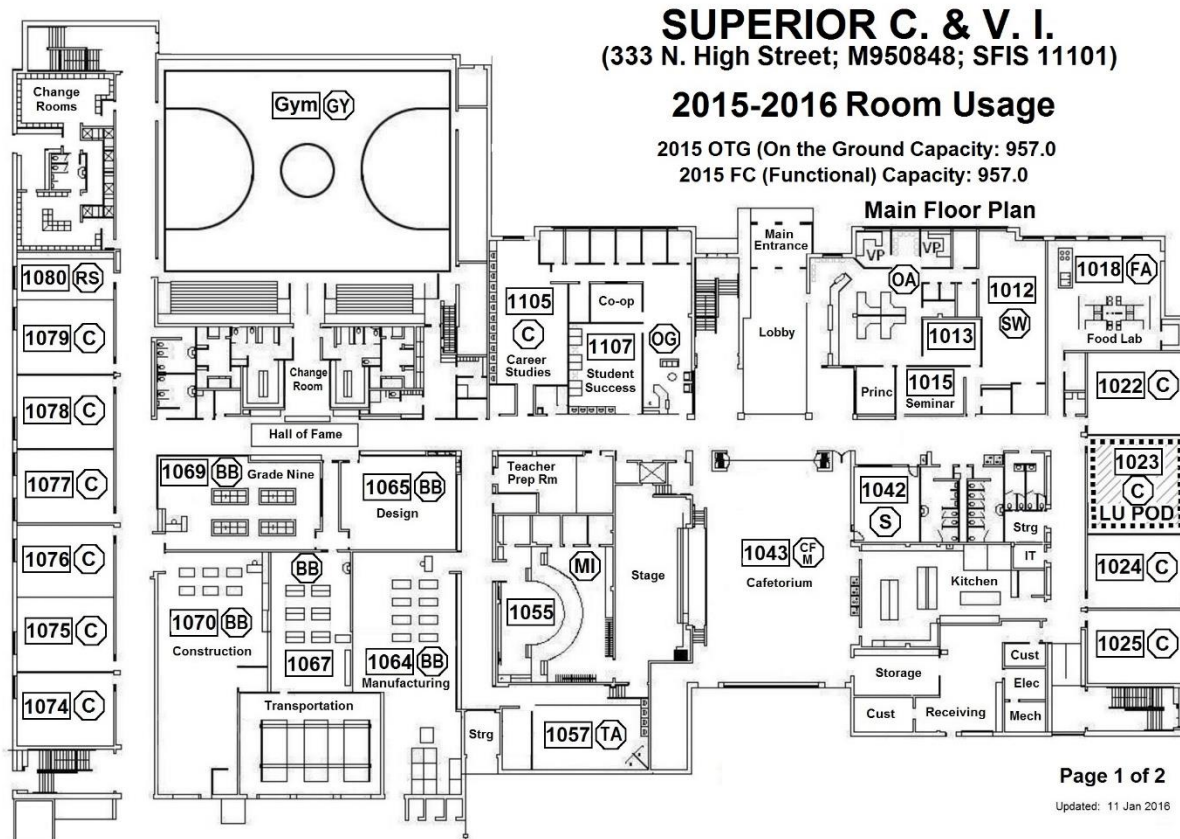 SUPERIOR C. & V. I.
(333 N. High Street; M950848; SFIS 11101)
2015-2016 Room Usage
2015 OTG (On the Ground Capacity: 957.0
2015 FC (Functional) Capacity: 957.0
Main Floor Plan
Change
Rooms
Gym GY
Main
Entrance
VP
VP
OA
1018 FA
Food Lab
1080 RS
1079 C
1078 C
1077 C
1076 C
1075 C
1074 C
Change
Room
Hall of Fame
1105
C
Career
Studies
Co-op
1107
Student
Success
OG
Lobby
1012
SW
1013
Princ
1015
Seminar
1022 C
1023
C
LU POD
1024 C
1025 C
1069 BB
Grade Nine
1065 BB
Design
Teacher
Prep Rm
1042
S
Strg
IT
BB
MI
Stage
1043 CF M
Cafetorium
Kitchen
1070 BB
Construction
1067
1064 BB
Manufacturing
1055
Transportation
Strg
1057 TA
Storage
Cust
Receiving
Cust
Elec
Mech
Page 1 of 2
Updated: 11 Jan 2016